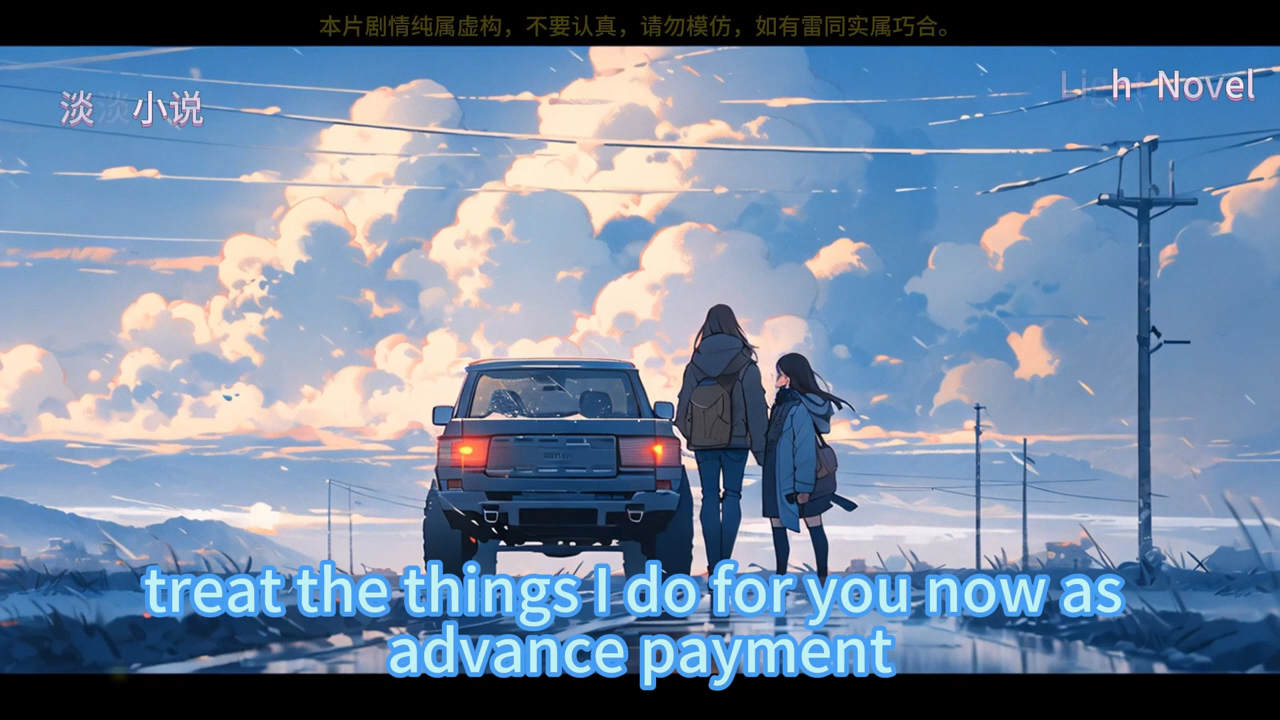 本片剧情纯属虚构，不要认真，请勿模仿，如有雷同实属巧合。
淡淡小说
Light Novel
treat the things I do for you now as
advance payment